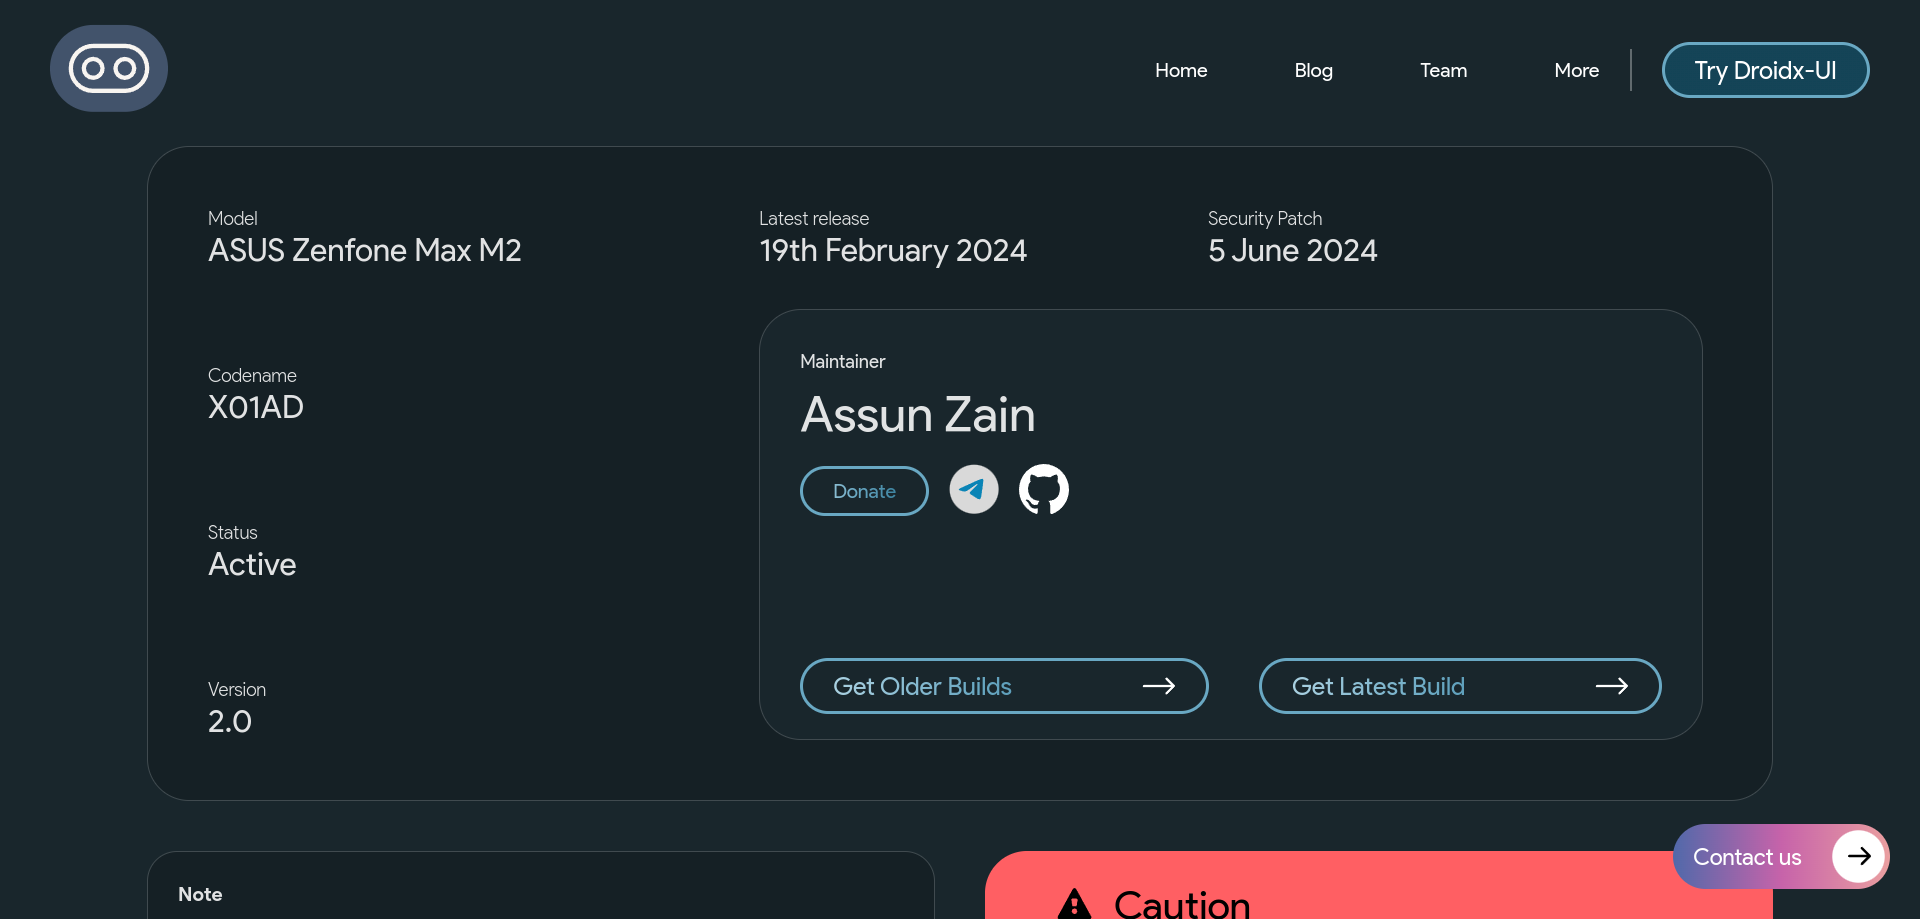 Home
Blog
Team
More
Try Droidx-UI
Model
ASUS Zenfone Max M2
Latest release
19th February 2024
Security Patch
5 June 2024
Codename
X01AD
Status
Active
Version
2.0
Maintainer
Assun Zain
Donate
Get Older Builds
Get Latest Build
Contact us
Note
Caution